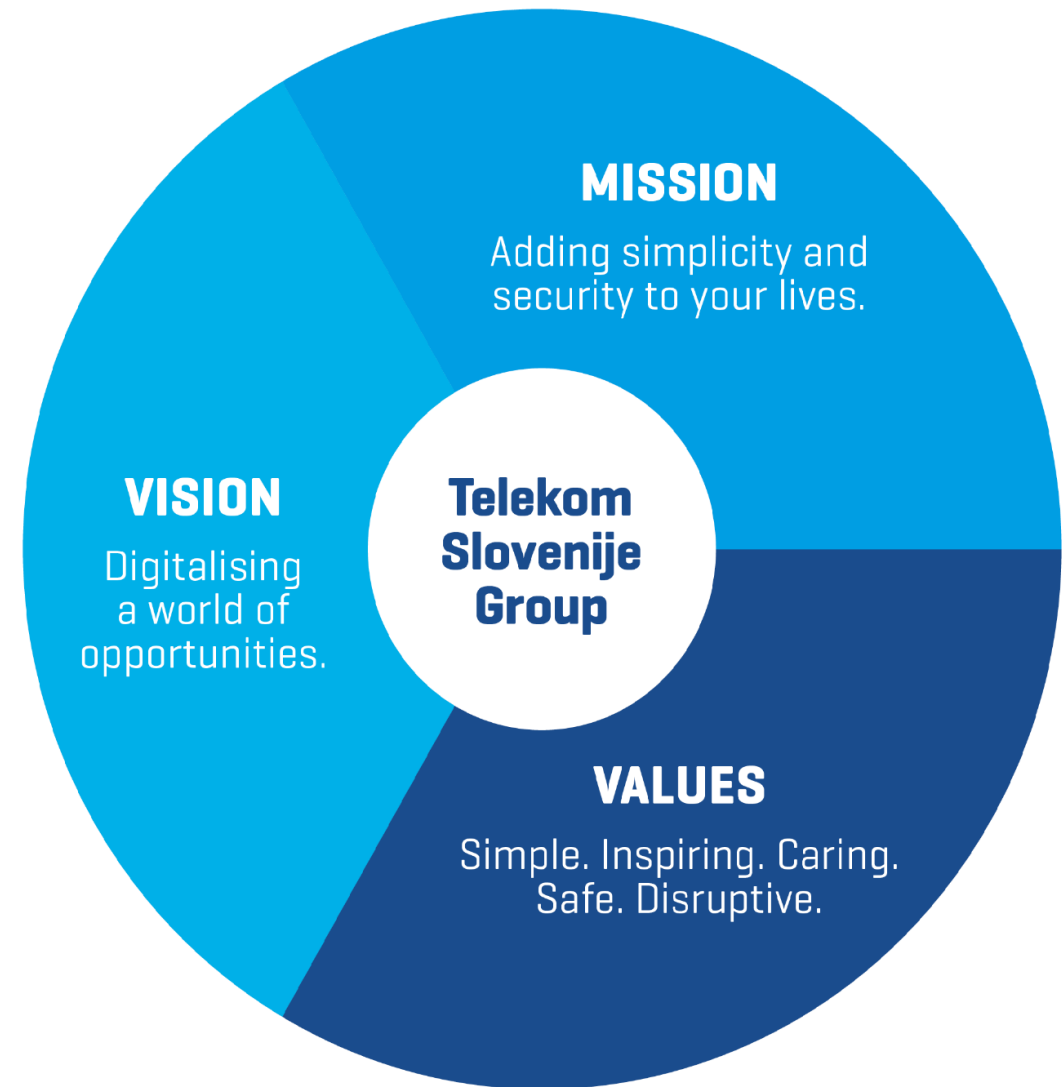 MISSION
Adding simplicity and
security to your lives.
VISION
Digitalising
a world of
opportunities.
Telekom
Slovenije
Group
VALUES
Simple. Inspiring. Caring.
Safe. Disruptive.